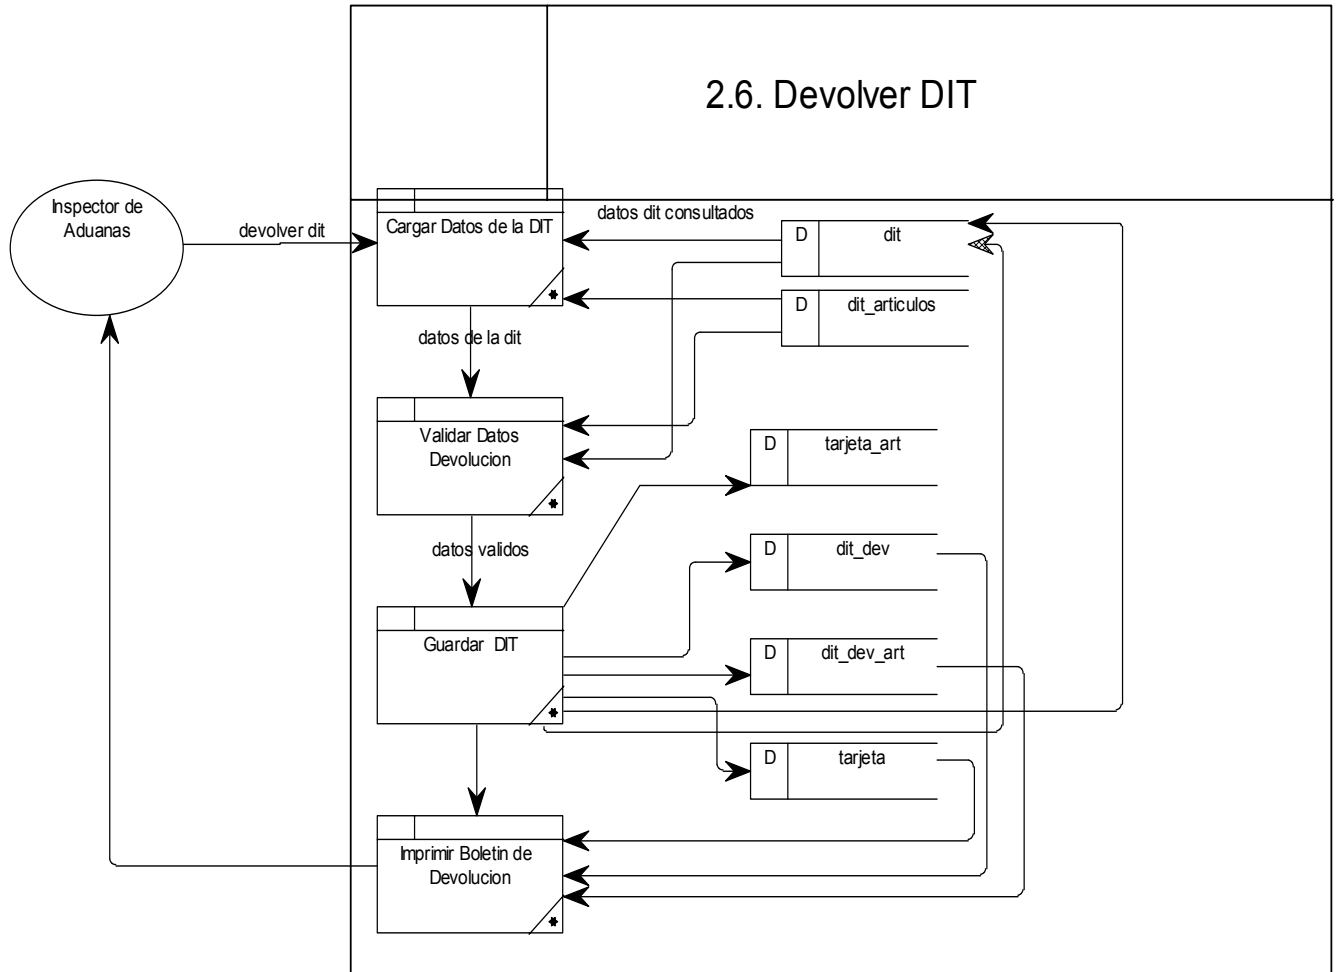 2.6. Devolver DIT
Inspector de
Aduanas
devolver dit
Cargar Datos de la DIT
*
datos dit consultados
D dit
D dit_articulos
datos de la dit
Validar Datos
Devolucion
*
D tarjeta_art
datos validos
D dit_dev
Guardar DIT
*
D dit_dev_art
D tarjeta
Imprimir Boletin de
Devolucion
*